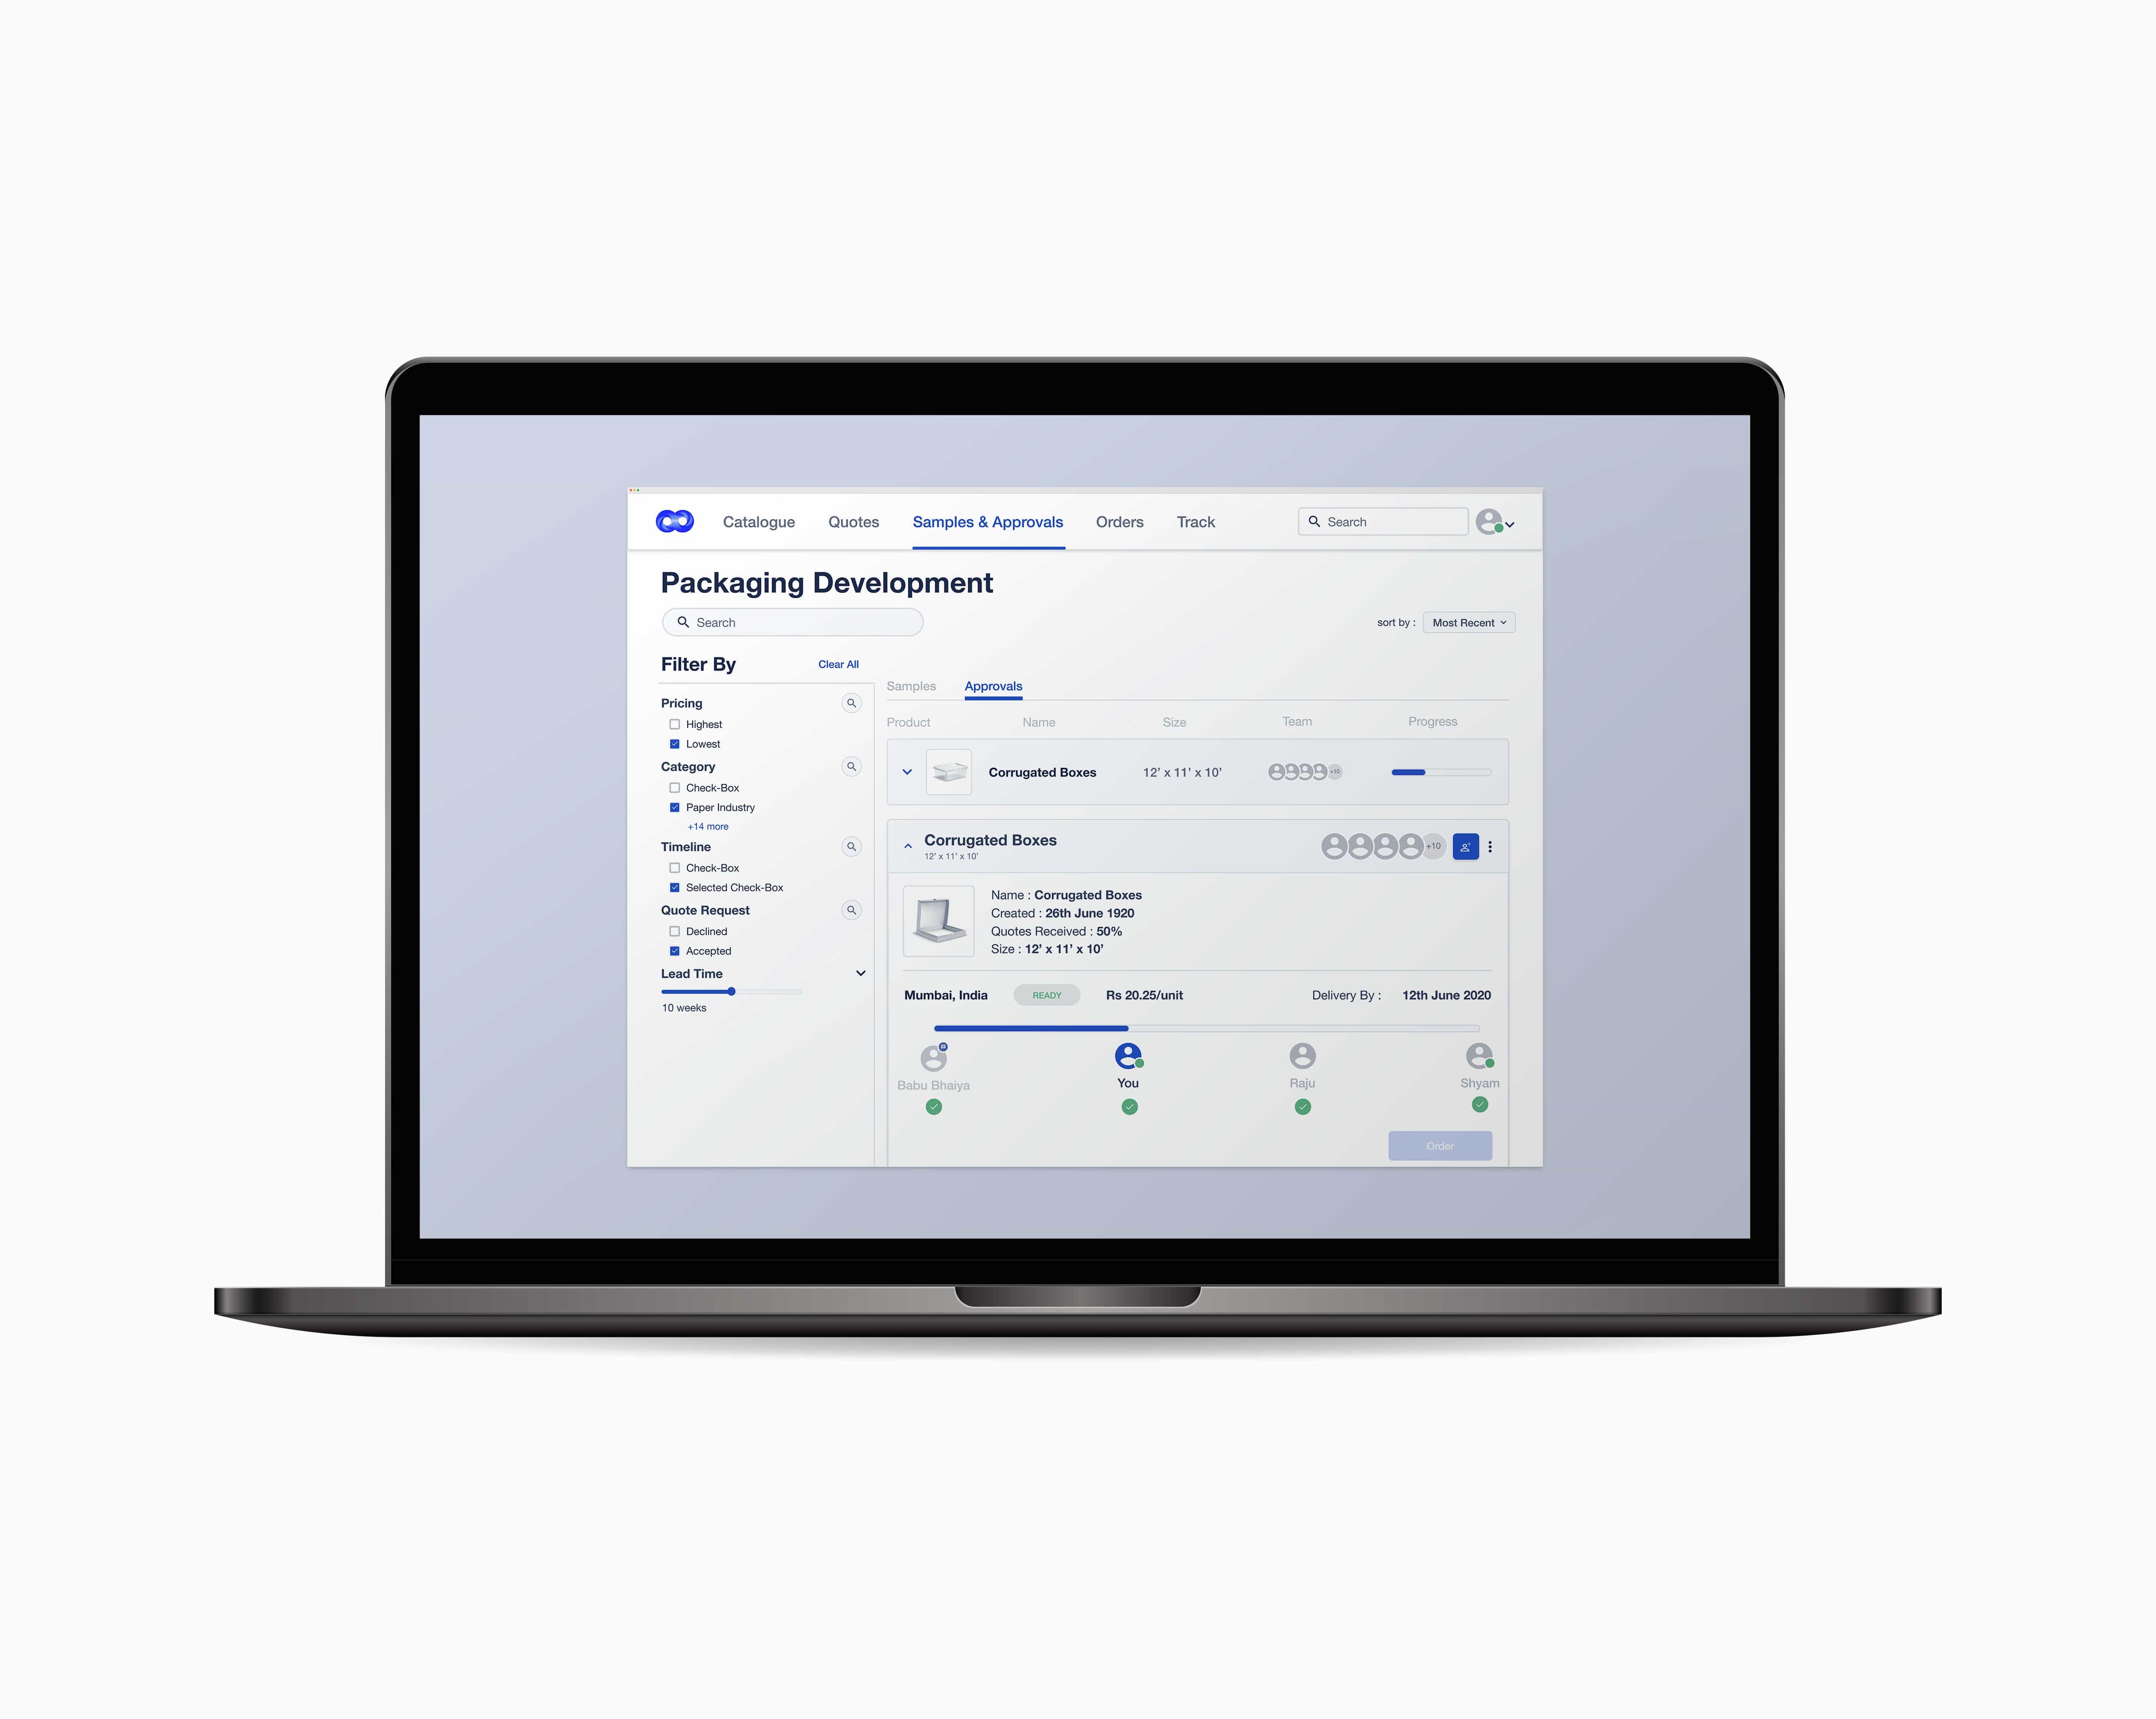 Catalogue Quotes Samples & Approvals Orders Track Search
Packaging Development
Search
sort by : Most Recent
Filter By Clear All
Pricing
Highest
Lowest
Category
Check-Box
Paper Industry
+14 more
Timeline
Check-Box
Selected Check-Box
Quote Request
Declined
Accepted
Lead Time
10 weeks
Samples Approvals
Product Name Size Team Progress
Corrugated Boxes 12’ x 11’ x 10’ +10
Corrugated Boxes +10
12’ x 11’ x 10’
Name : Corrugated Boxes
Created : 26th June 1920
Quotes Received : 50%
Size : 12’ x 11’ x 10’
Mumbai, India READY Rs 20.25/unit Delivery By : 12th June 2020
Babu Bhaiya You Raju Shyam
Order